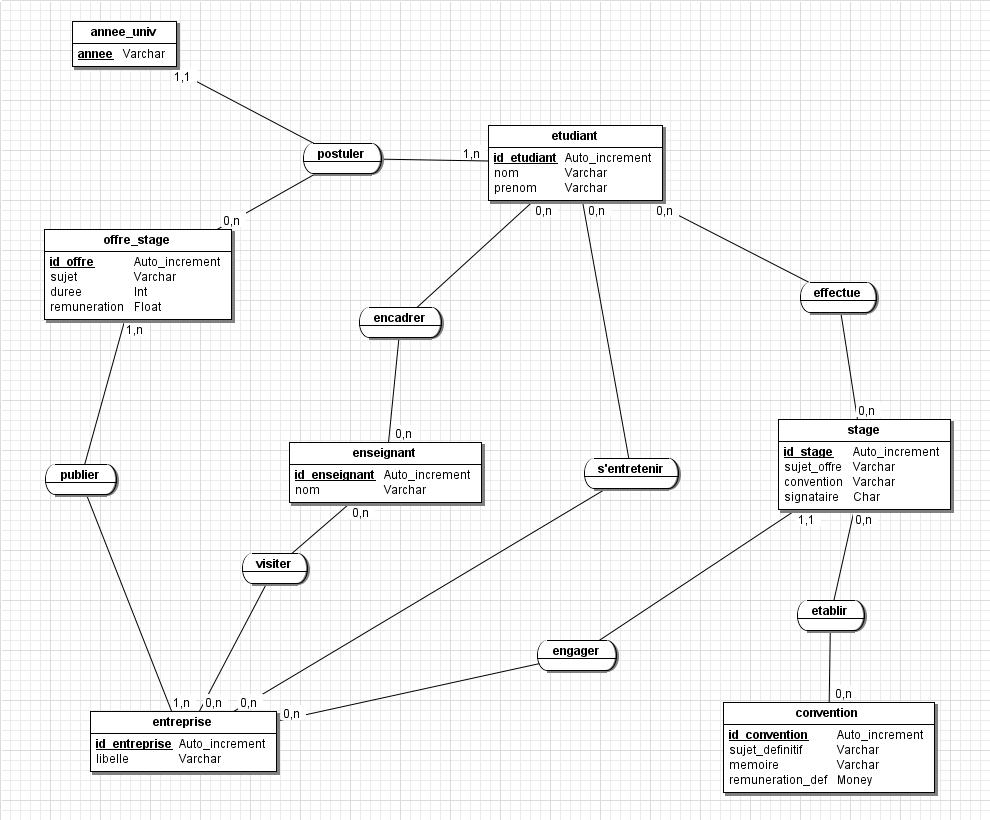 annee_univ
annee Varchar
1,1
postuler
1,n
etudiant
id_etudiant Auto_increment
nom Varchar
prenom Varchar
0,n
0,n
0,n
0,n
offre_stage
id_offre Auto_increment
sujet Varchar
duree Int
remuneration Float
1,n
encadrer
effectue
0,n
0,n
stage
id_stage Auto_increment
sujet_offre Varchar
convention Varchar
signataire Char
1,1
0,n
enseignant
id_enseignant Auto_increment
nom Varchar
0,n
publier
s'entretenir
visiter
etablir
engager
1,n
0,n
0,n
0,n
0,n
entreprise
id_entreprise Auto_increment
libelle Varchar
convention
id_convention Auto_increment
sujet_definitif Varchar
memoire Varchar
remuneration_def Money